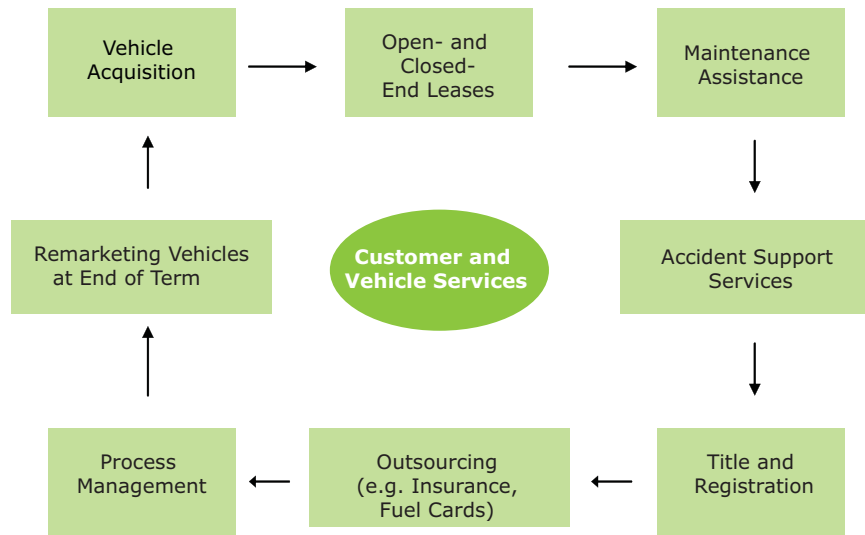 Vehicle
Acquisition
Open- and
Closed-
End Leases
Maintenance
Assistance
Remarketing Vehicles
at End of Term
Customer and
Vehicle Services
Accident Support
Services
Process
Management
Outsourcing
(e.g. Insurance,
Fuel Cards)
Title and
Registration